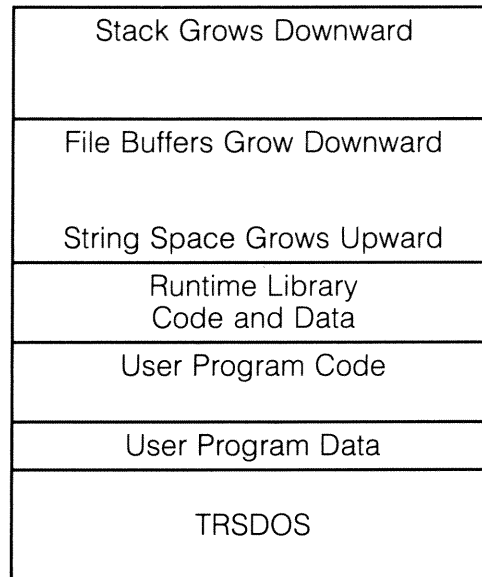 Stack Grows Downward
File Buffers Grow Downward
String Space Grows Upward
Runtime Library
Code and Data
User Program Code
User Program Data
TRSDOS